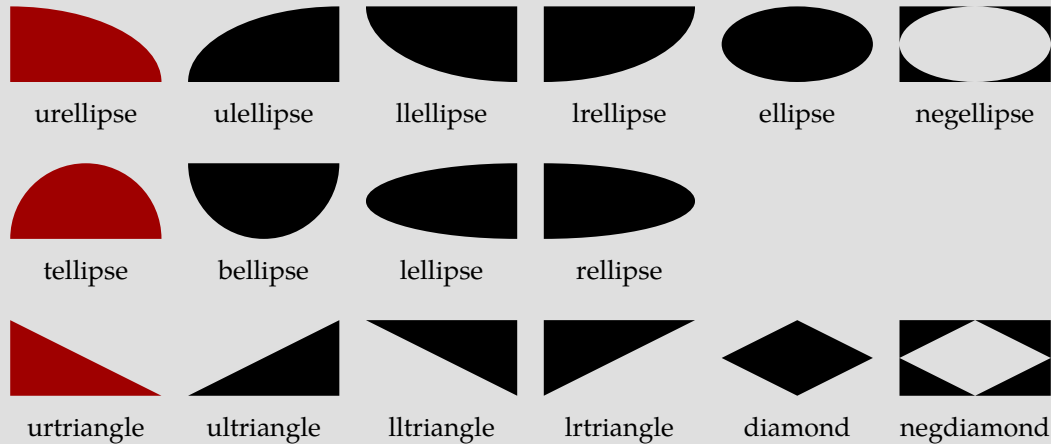 urellipse ulellipse llellipse lrellipse ellipse negellipse
tellipse bellipse lellipse rellipse
urtriangle ultriangle lltriangle lrtriangle diamond negdiamond